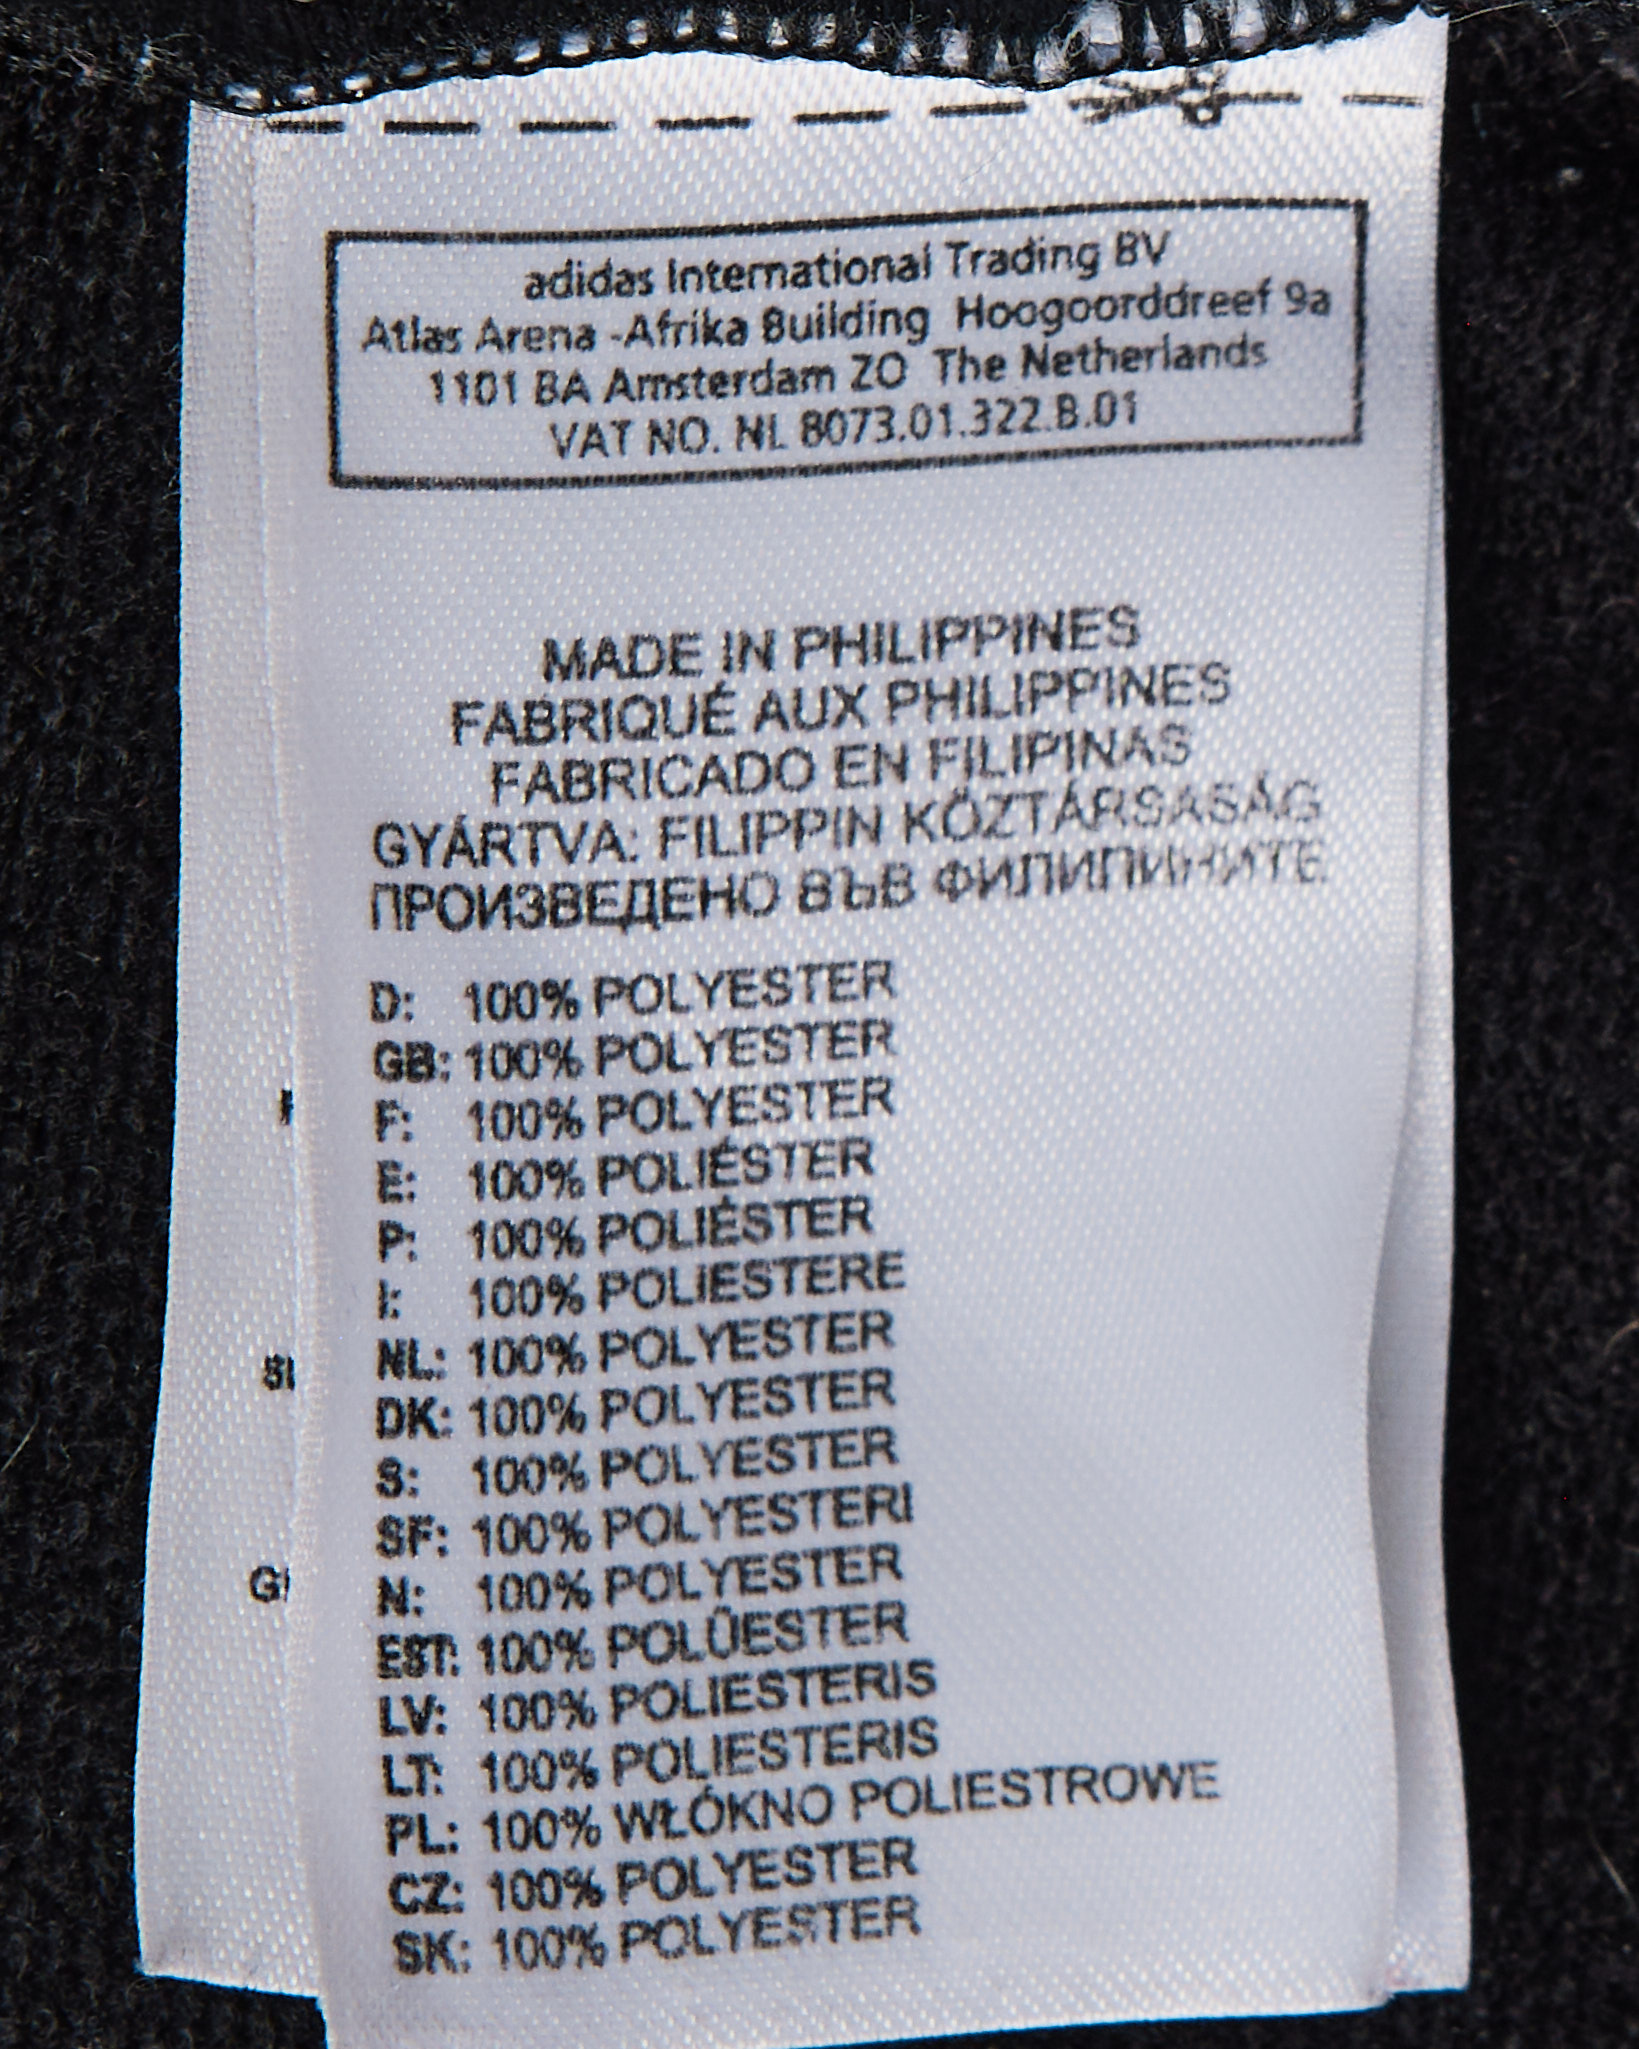 adidas International Trading BV
Atlas Arena -Afrika Building Hoogoorddreef 9a
1101 BA Amsterdam ZO The Netherlands
VAT NO. NL 8073.01.322.B.01
MADE IN PHILIPPINES
FABRIQUÉ AUX PHILIPPINES
FABRICADO EN FILIPINAS
GYÁRTVA: FILIPPIN KÖZTÁRSASÁG
ПРОИЗВЕДЕНО ВЪВ ФИЛИПИНИТЕ
D: 100% POLYESTER
GB: 100% POLYESTER
F: 100% POLYESTER
E: 100% POLIÉSTER
P: 100% POLIÉSTER
I: 100% POLIESTERE
NL: 100% POLYESTER
DK: 100% POLYESTER
S: 100% POLYESTER
SF: 100% POLYESTERI
N: 100% POLYESTER
EST: 100% POLÜESTER
LV: 100% POLIESTERIS
LT: 100% POLIESTERIS
PL: 100% WŁÓKNO POLIESTROWE
CZ: 100% POLYESTER
SK: 100% POLYESTER